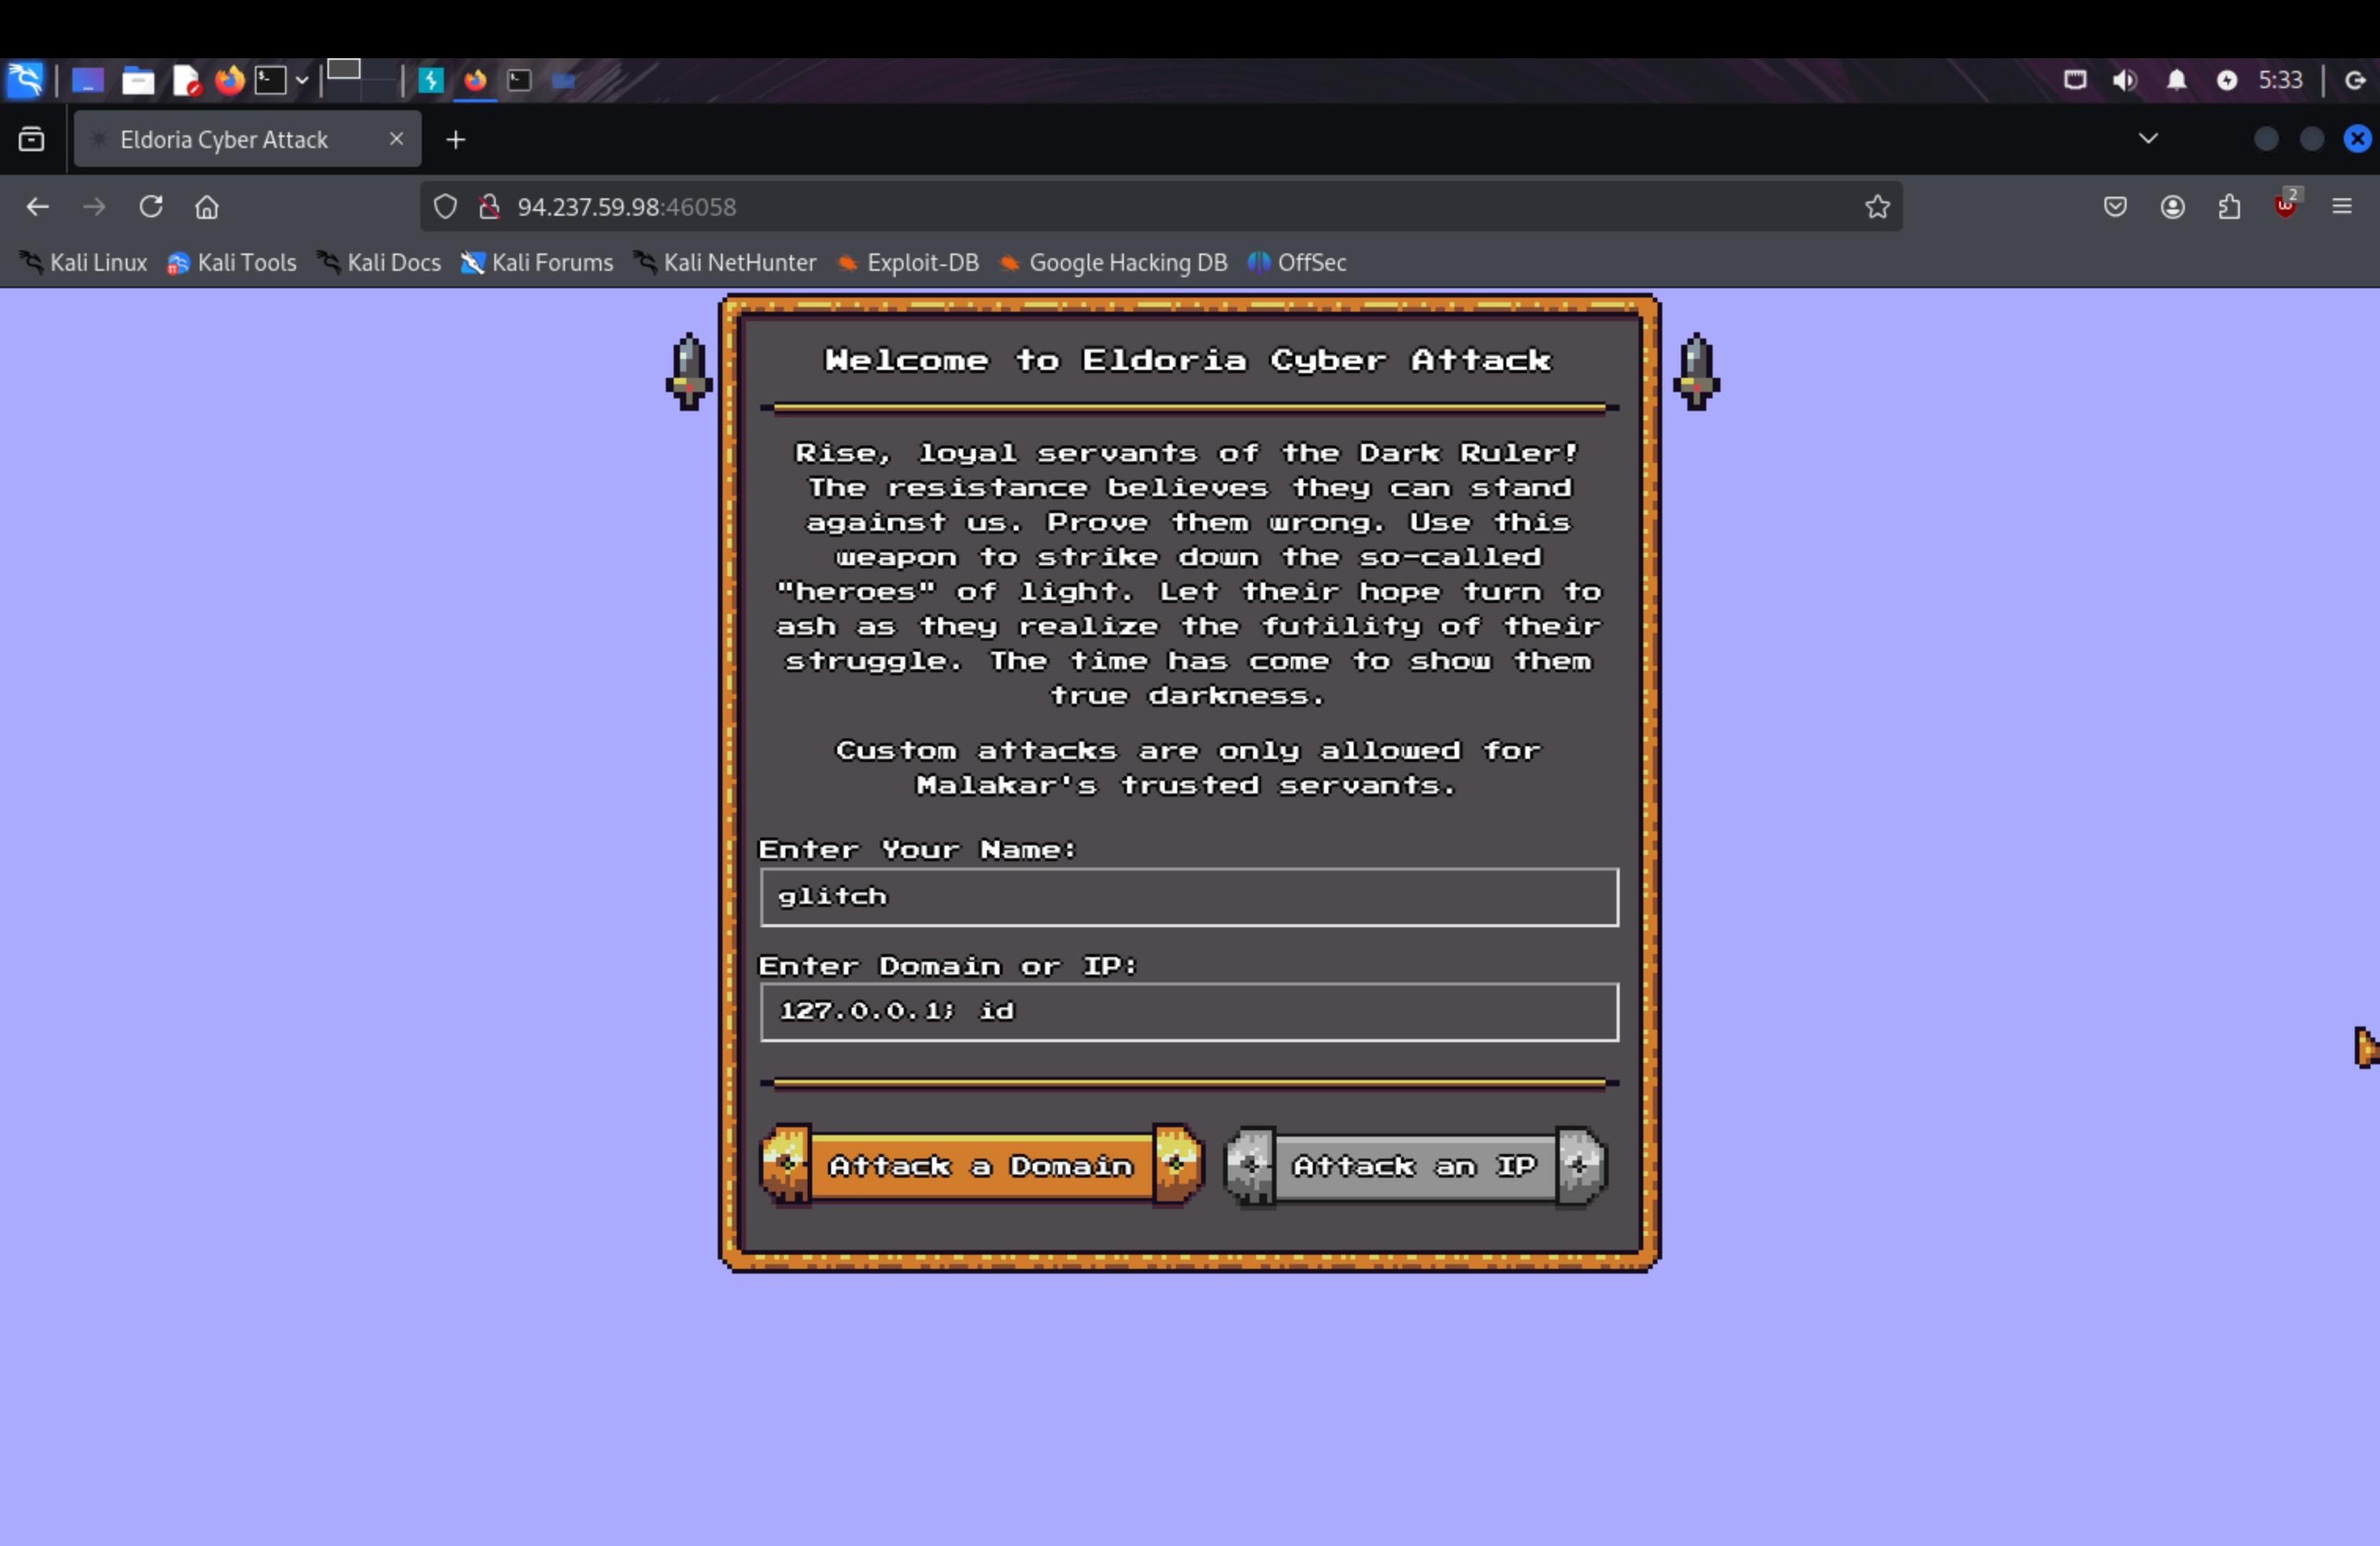 5:33
Eldoria Cyber Attack
94.237.59.98:46058
2
Kali Linux Kali Tools Kali Docs Kali Forums Kali NetHunter Exploit-DB Google Hacking DB OffSec
Welcome to Eldoria Cyber Attack
Rise, loyal servants of the Dark Ruler!
The resistance believes they can stand
against us. Prove them wrong. Use this
weapon to strike down the so-called
"heroes" of light. Let their hope turn to
ash as they realize the futility of their
struggle. The time has come to show them
true darkness.
Custom attacks are only allowed for
Malakar's trusted servants.
Enter Your Name:
glitch
Enter Domain or IP:
127.0.0.1; id
Attack a Domain Attack an IP